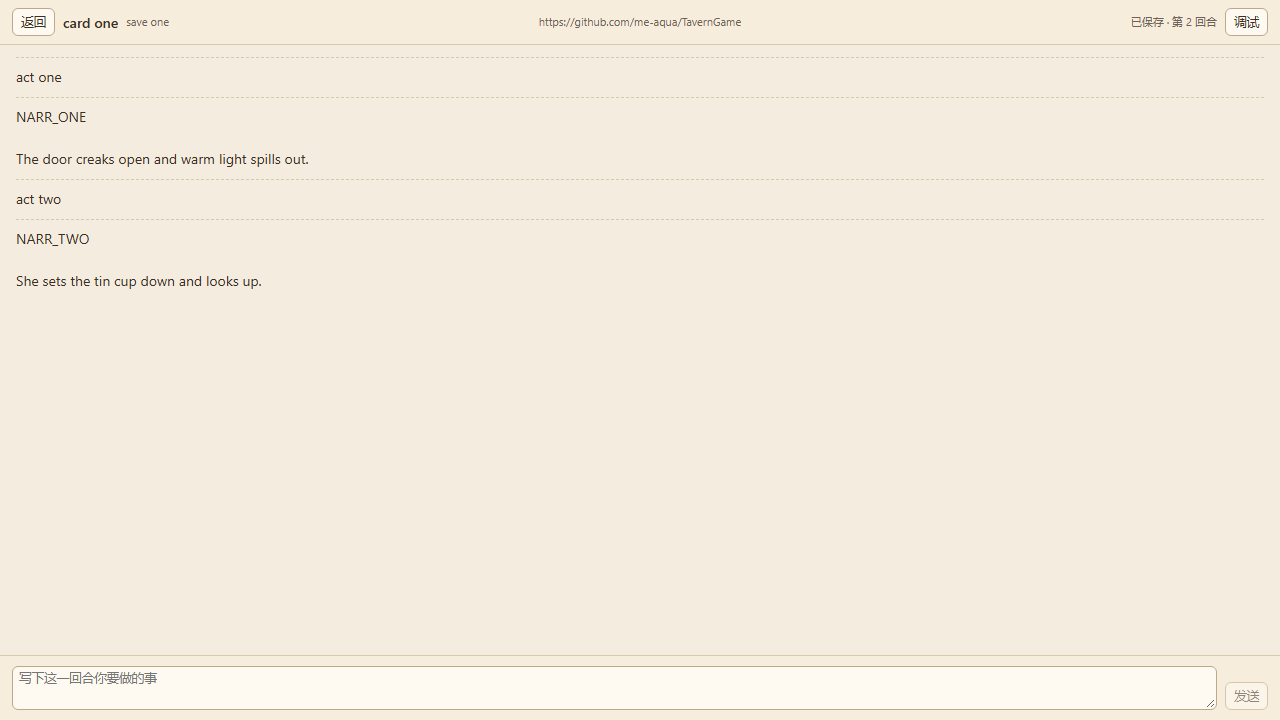 返回 card one save one https://github.com/me-aqua/TavernGame 已保存 · 第 2 回合 调试
act one
NARR_ONE
The door creaks open and warm light spills out.
act two
NARR_TWO
She sets the tin cup down and looks up.
写下这一回合你要做的事
发送